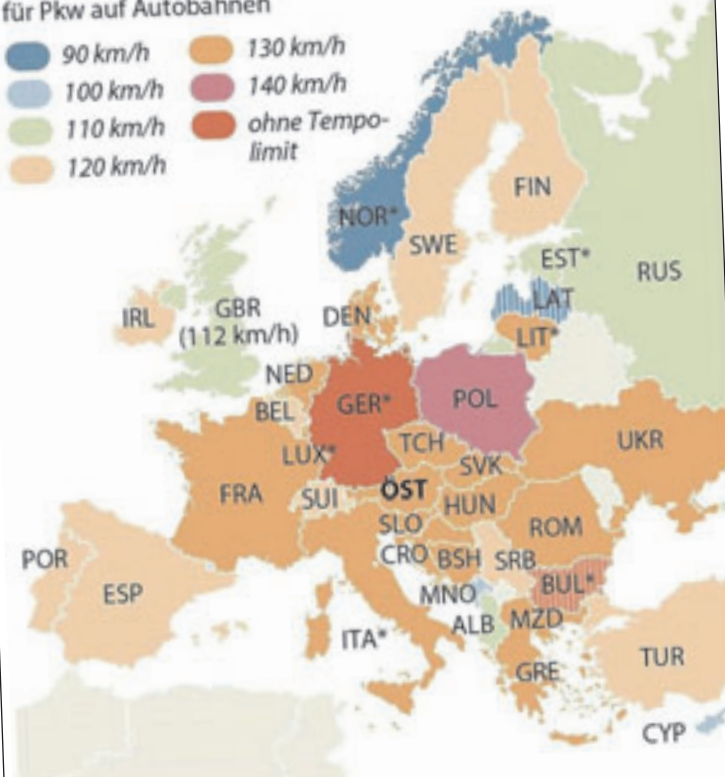 für Pkw auf Autobahnen
90 km/h
100 km/h
110 km/h
120 km/h
130 km/h
140 km/h
ohne Tempo-
limit
NOR*
SWE
FIN
EST*
RUS
LAT
LIT*
IRL
GBR
(112 km/h)
DEN
NED
BEL
GER*
POL
LUX*
TCH
SVK
UKR
FRA
SUI
ÖST
HUN
SLO
ROM
CRO
BSH
SRB
POR
ESP
MNO
BUL*
ALB
MZD
ITA*
GRE
TUR
CYP